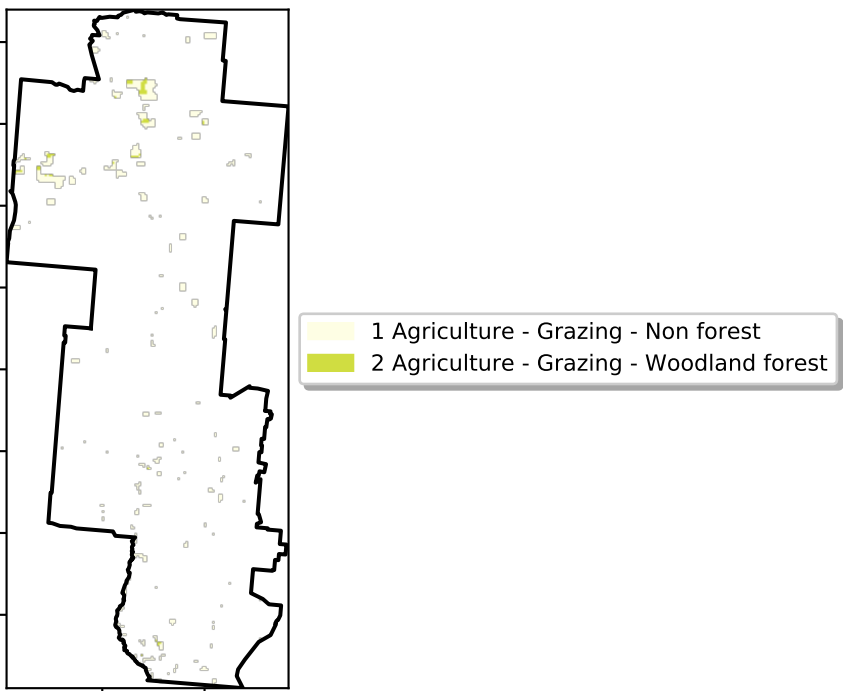 1 Agriculture - Grazing - Non forest
2 Agriculture - Grazing - Woodland forest